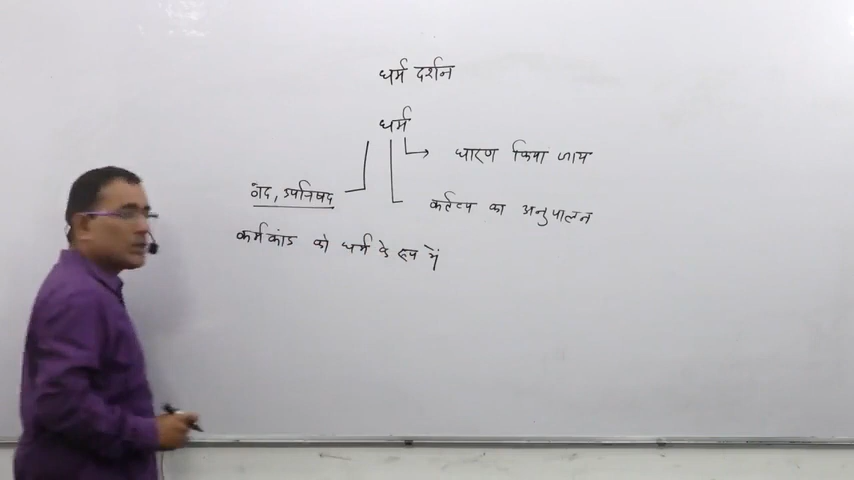 धर्म दर्शन
धर्म
धारण किया जाय
वेद, उपनिषद
कर्तव्य का अनुपालन
कर्मकांड को धर्म के रूप में